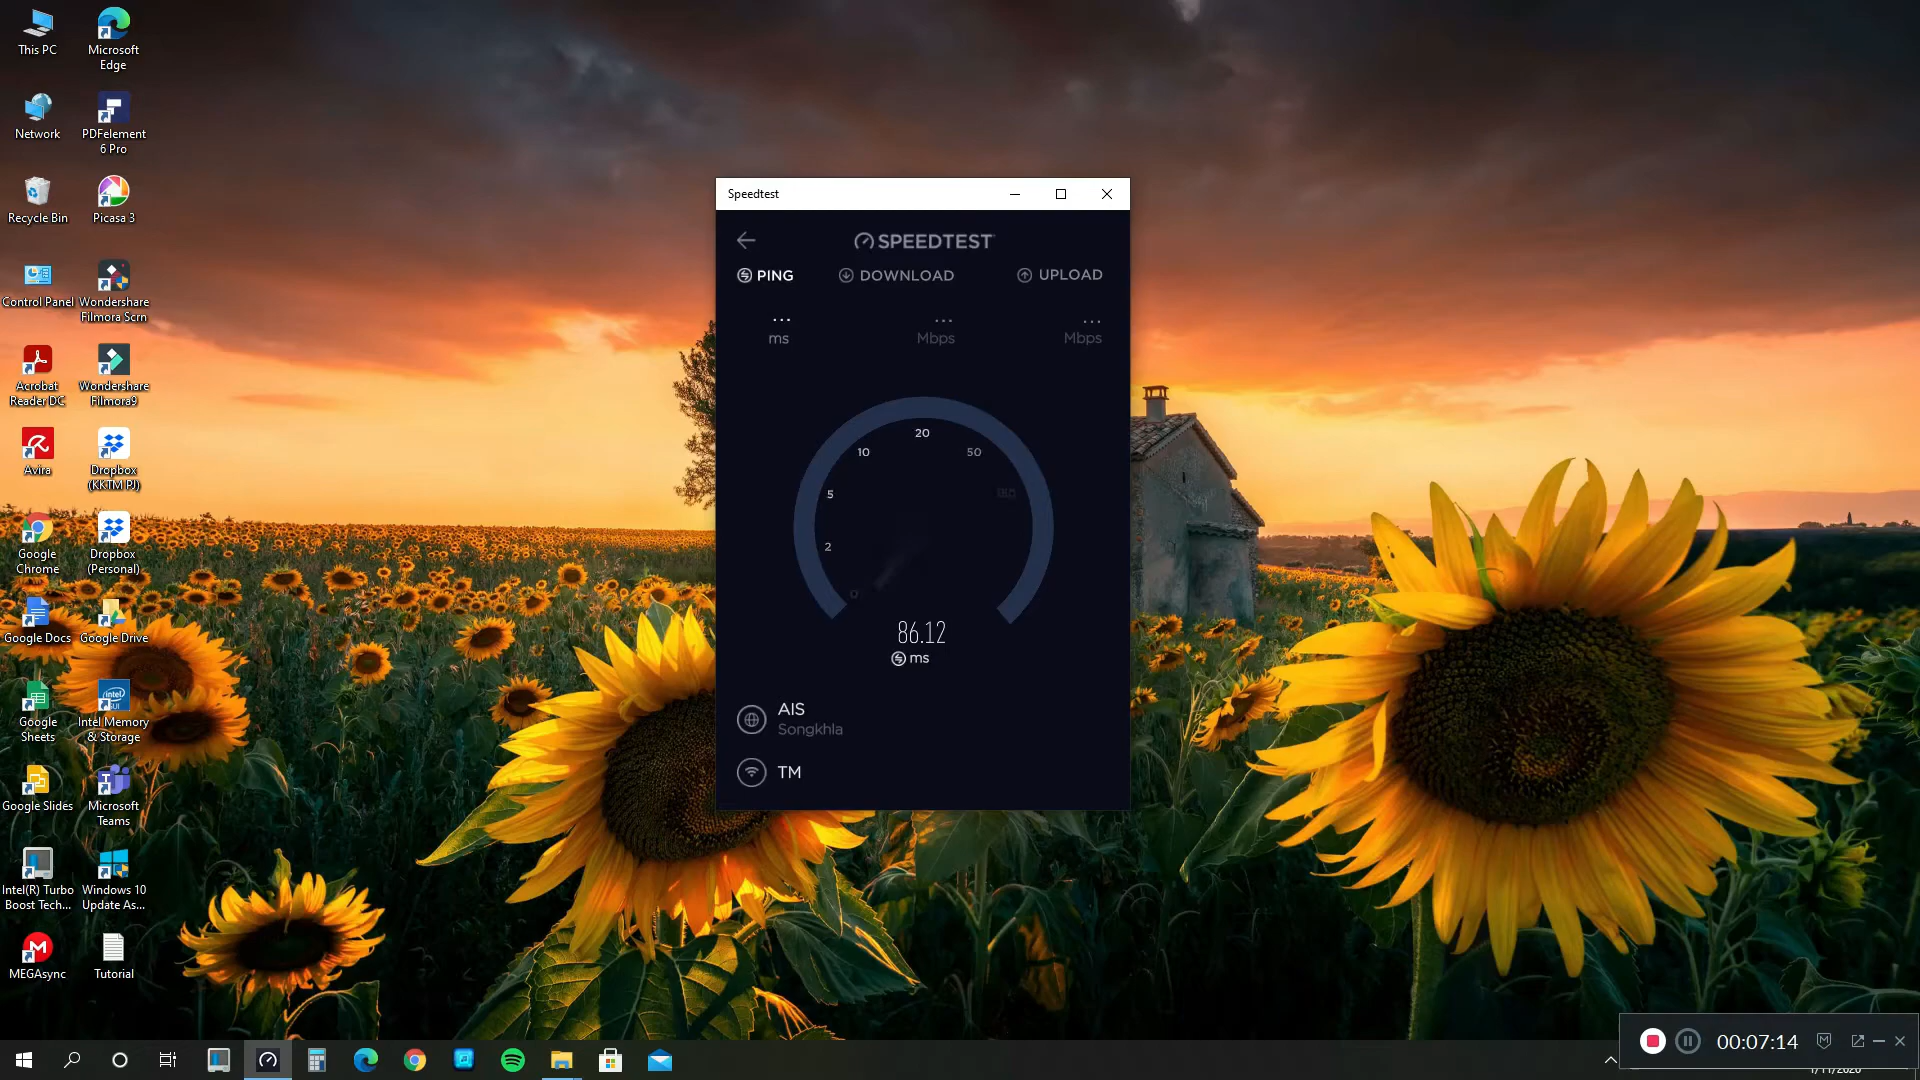 This PC
Microsoft
Edge
Network
PDFelement
6 Pro
Recycle Bin
Picasa 3
Control Panel
Wondershare
Filmora Scrn
Acrobat
Reader DC
Wondershare
Filmora9
Avira
Dropbox
(KKTM PJ)
Google
Chrome
Dropbox
(Personal)
Google Docs
Google Drive
Google
Sheets
Intel Memory
& Storage
Google Slides
Microsoft
Teams
Intel(R) Turbo
Boost Tech...
Windows 10
Update As...
MEGAsync
Tutorial
Speedtest
SPEEDTEST
PING
DOWNLOAD
UPLOAD
... ... ...
ms Mbps Mbps
0
2
5
10
20
50
86.12
ms
AIS
Songkhla
TM
00:07:14